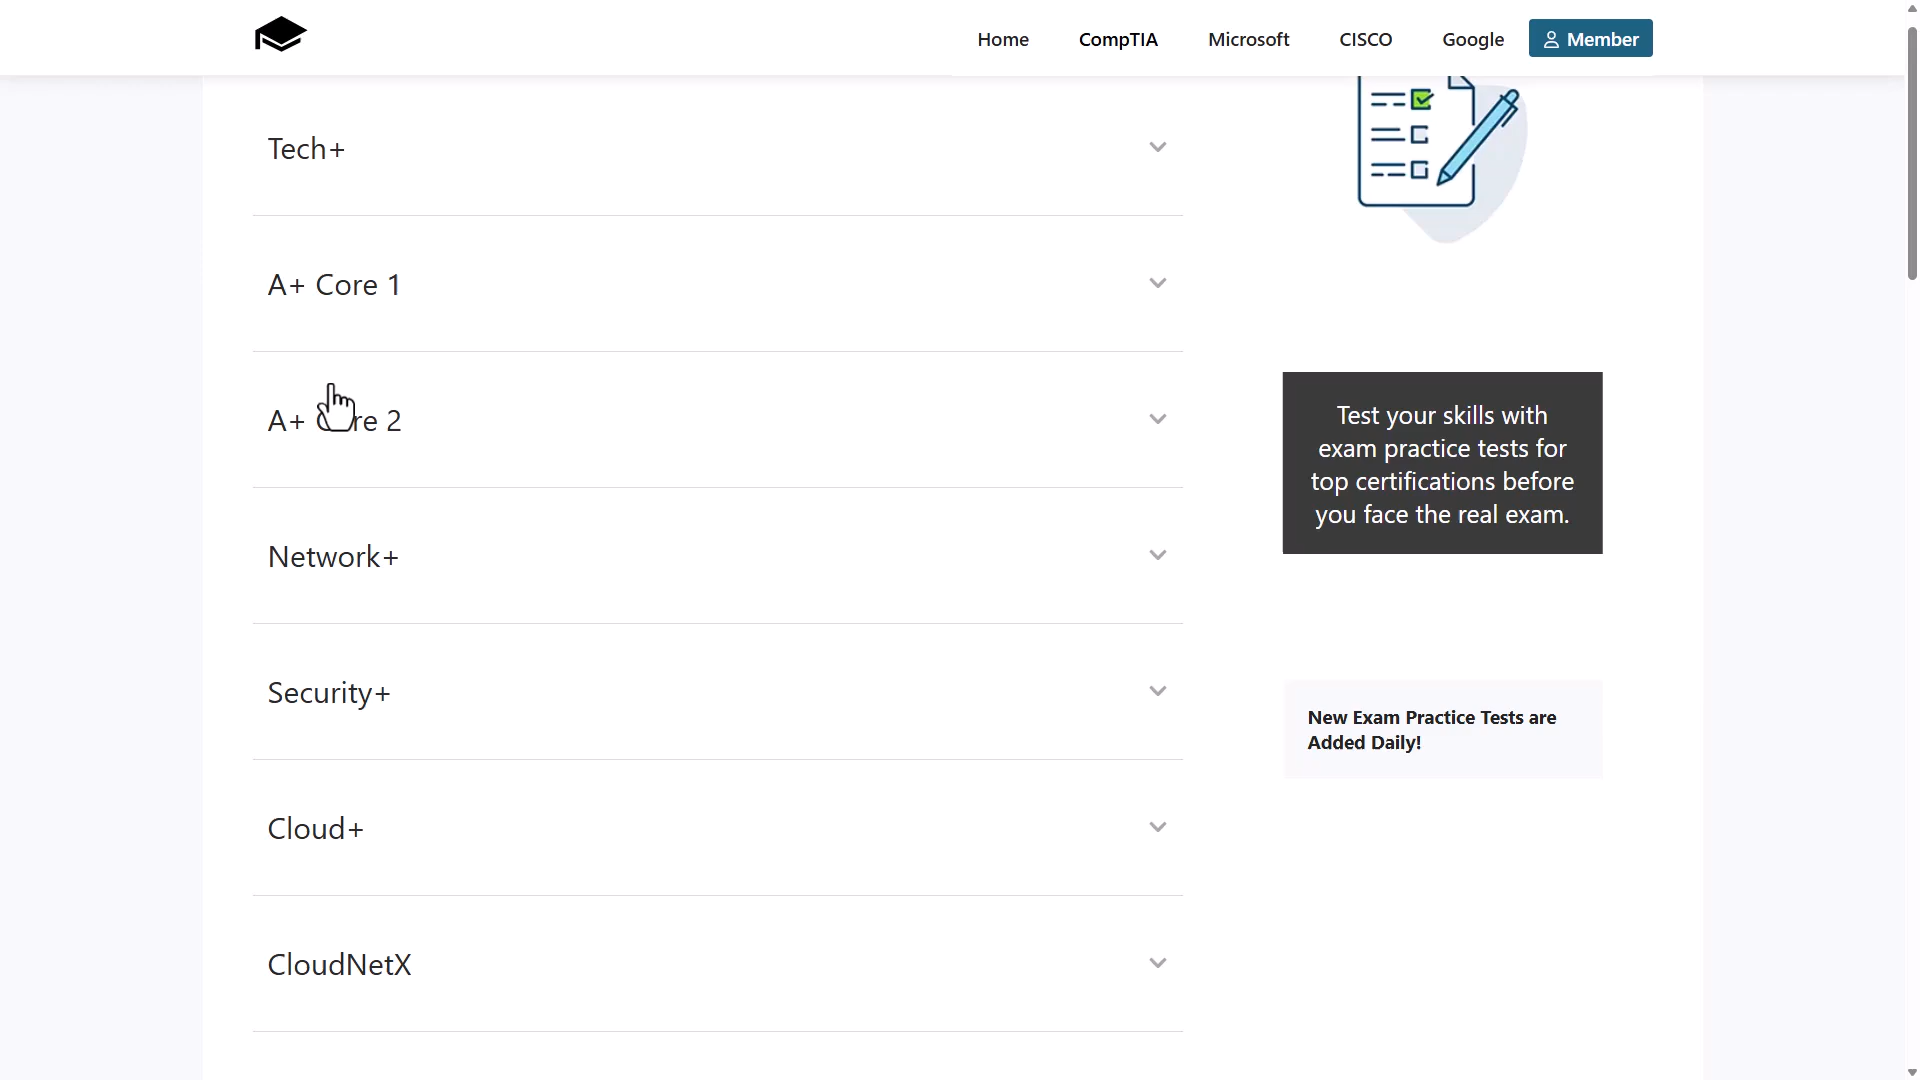 Home
CompTIA
Microsoft
CISCO
Google
Member
Tech+
A+ Core 1
A+ Core 2
Network+
Security+
Cloud+
CloudNetX
Test your skills with
exam practice tests for
top certifications before
you face the real exam.
New Exam Practice Tests are
Added Daily!